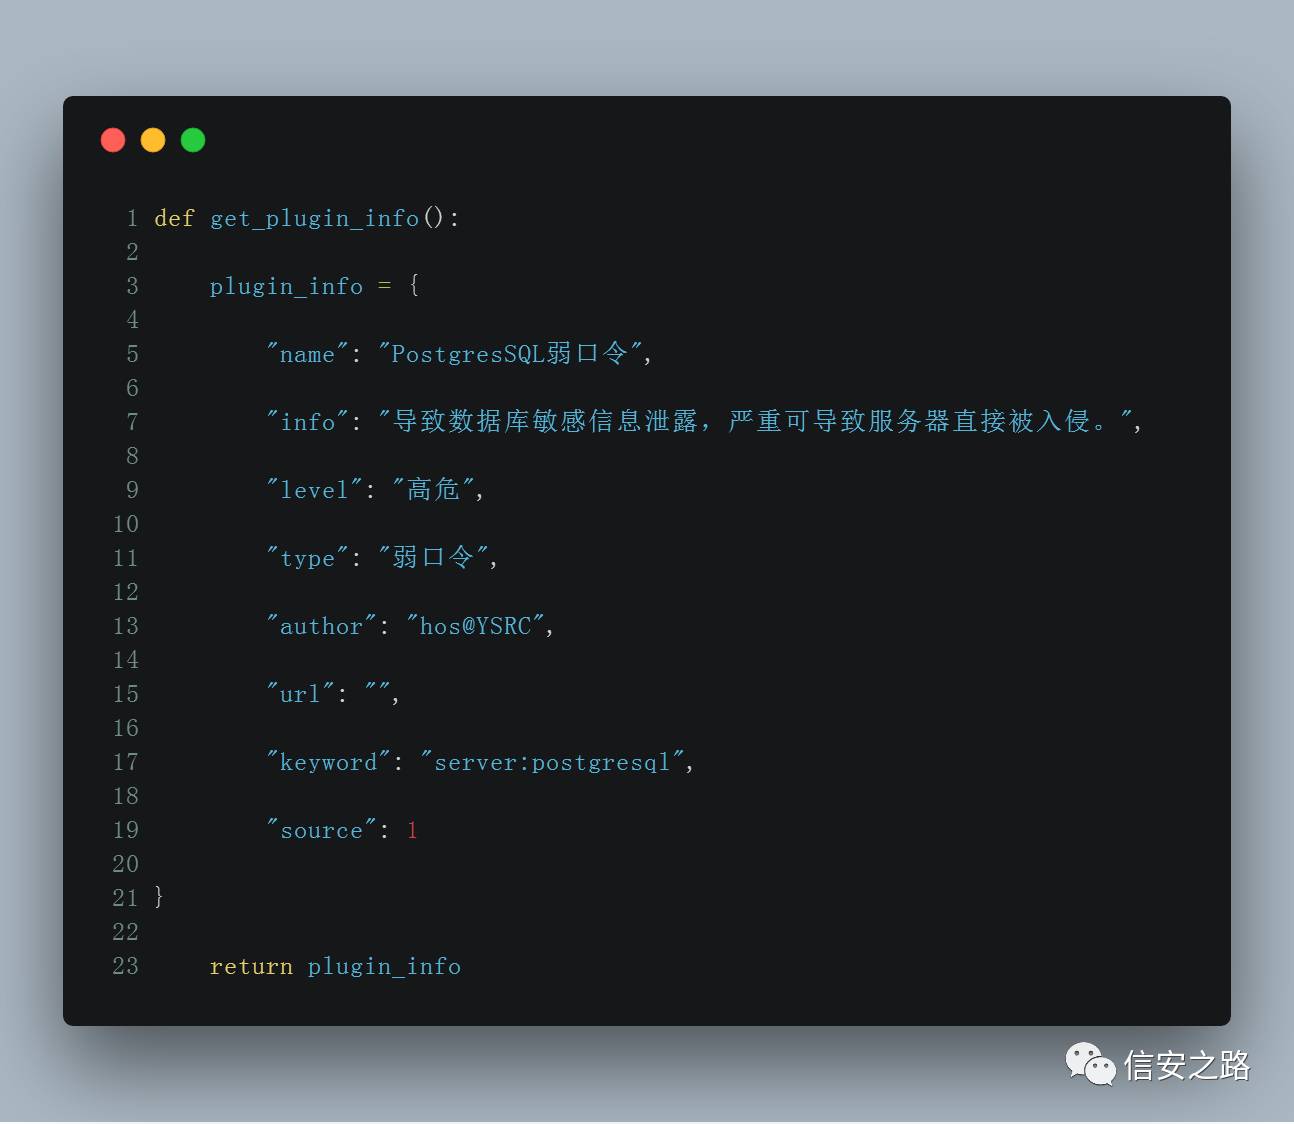 1 def get_plugin_info():
2
3     plugin_info = {
4
5         "name": "PostgresSQL弱口令",
6
7         "info": "导致数据库敏感信息泄露，严重可导致服务器直接被入侵。",
8
9         "level": "高危",
10
11         "type": "弱口令",
12
13         "author": "hos@YSRC",
14
15         "url": "",
16
17         "keyword": "server:postgresql",
18
19         "source": 1
20
21 }
22
23     return plugin_info
信安之路